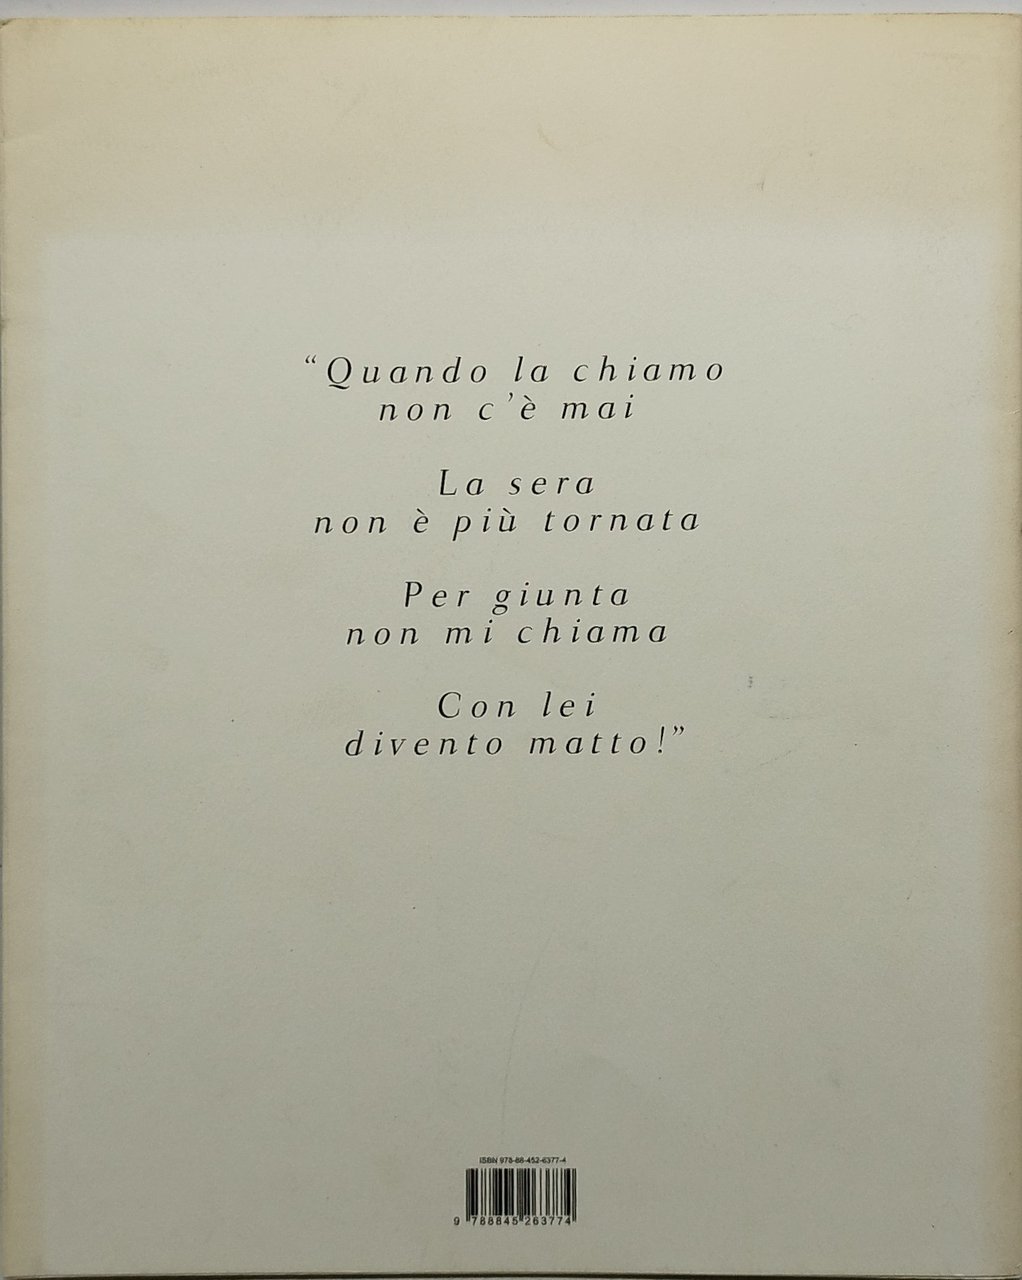 “Quando la chiamo
non c’è mai
La sera
non è più tornata
Per giunta
non mi chiama
Con lei
divento matto!”
ISBN 978-88-452-6377-4
9 788845 263774